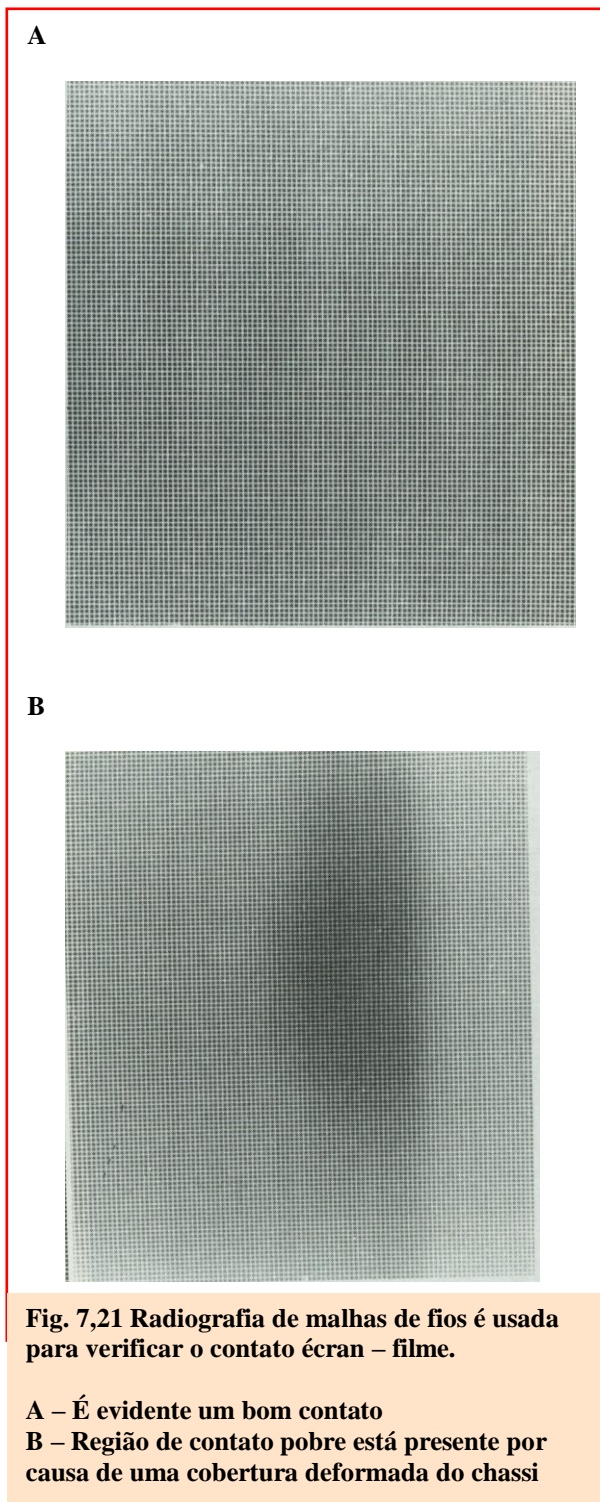 A
B
Fig. 7,21 Radiografia de malhas de fios é usada
para verificar o contato écran – filme.
A – É evidente um bom contato
B – Região de contato pobre está presente por
causa de uma cobertura deformada do chassi